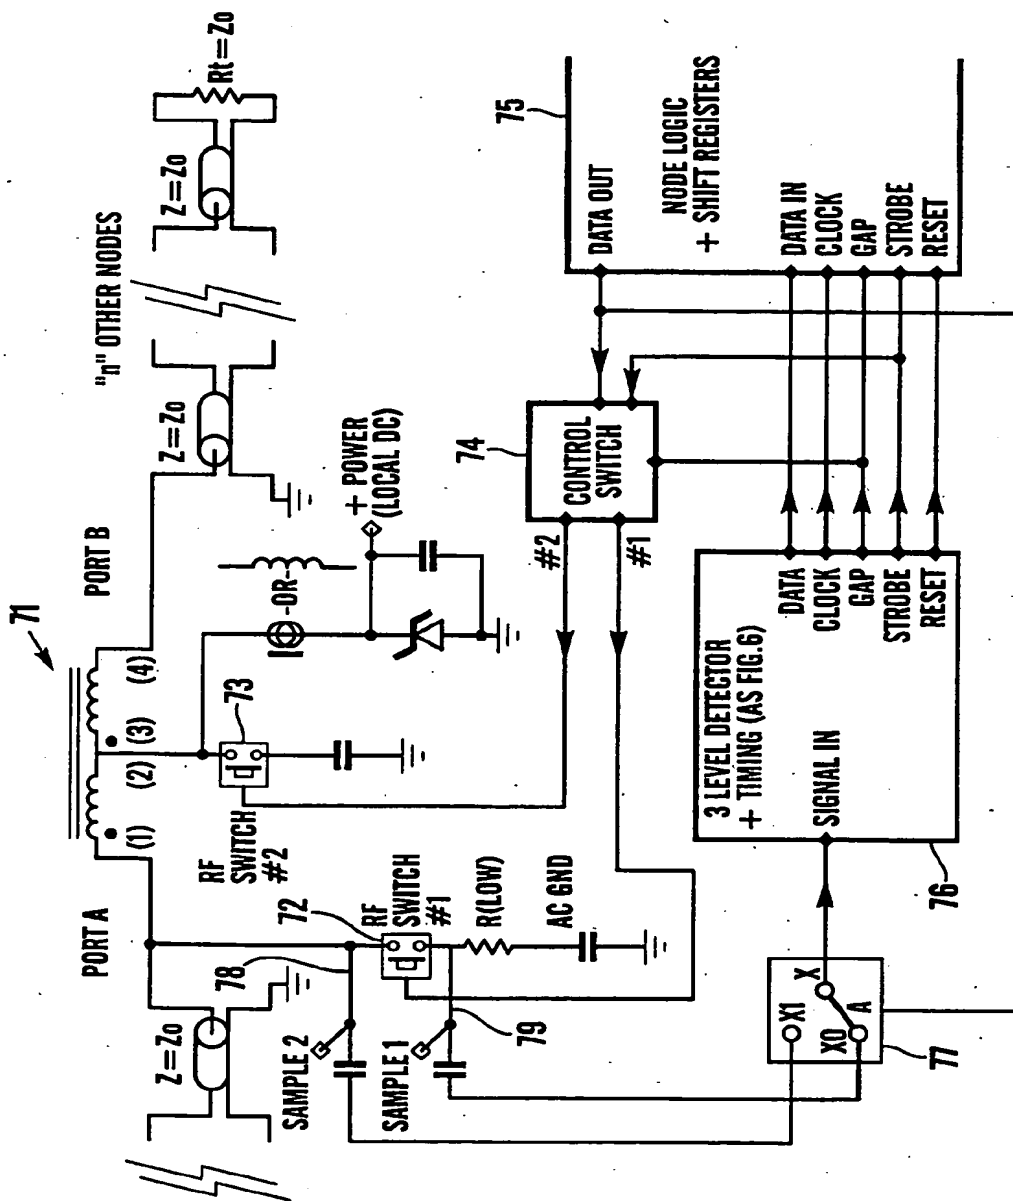 71
PORT A
PORT B
"n" OTHER NODES
Z=Zo
Z=Zo
Z=Zo
Rt=Zo
(1)
(2)
(3)
(4)
78
72
RF
SWITCH
#1
RF
SWITCH
#2
73
-OR-
+ POWER
(LOCAL DC)
SAMPLE 2
SAMPLE 1
79
R(LOW)
AC GND
#2
#1
74
CONTROL
SWITCH
75
DATA OUT
NODE LOGIC
+ SHIFT REGISTERS
DATA IN
CLOCK
GAP
STROBE
RESET
3 LEVEL DETECTOR
+ TIMING (AS FIG.6)
SIGNAL IN
DATA
CLOCK
GAP
STROBE
RESET
76
X1
X
X0
A
77